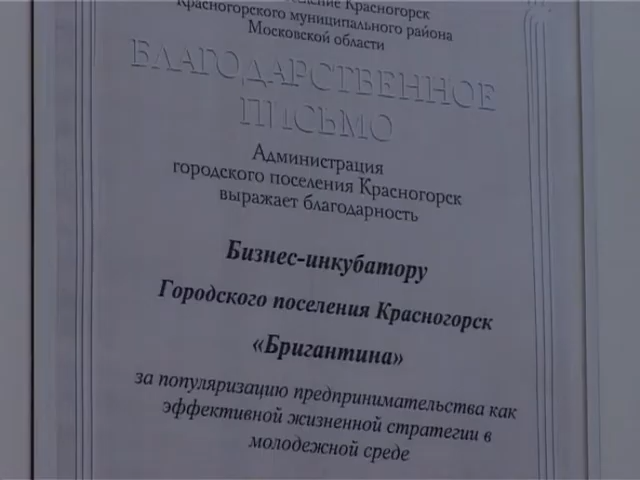 селение Красногорск
Красногорского муниципального района
Московской области
БЛАГОДАРСТВЕННОЕ
ПИСЬМО
Администрация
городского поселения Красногорск
выражает благодарность
Бизнес-инкубатору
Городского поселения Красногорск
«Бригантина»
за популяризацию предпринимательства как
эффективной жизненной стратегии в
молодежной среде